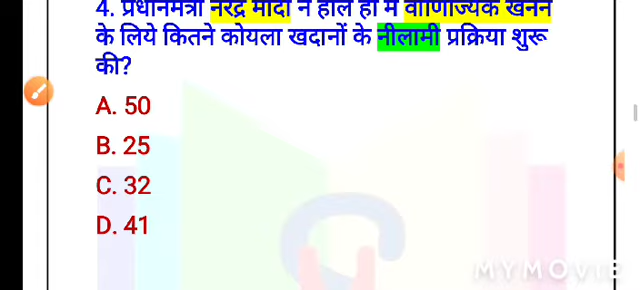 4. प्रधानमंत्री नरेंद्र मोदी ने हाल ही में वाणिज्यिक खनन
के लिये कितने कोयला खदानों के नीलामी प्रक्रिया शुरू
की?
A. 50
B. 25
C. 32
D. 41
MYMOVIE